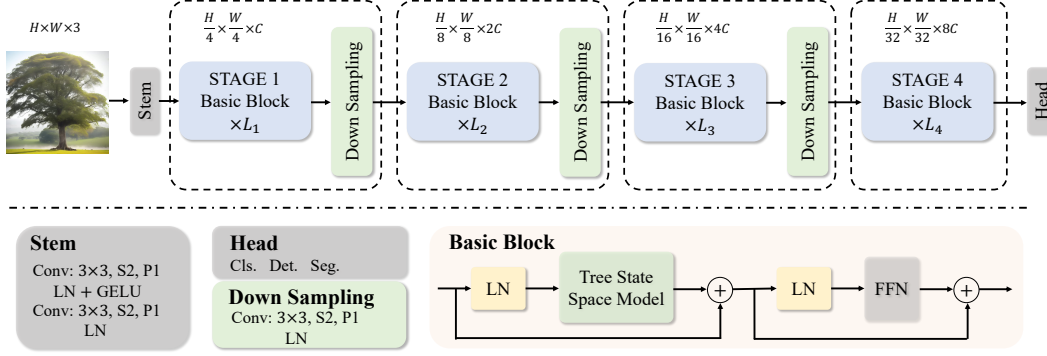 H×W×3
H/4 × W/4 ×C
H/8 × W/8 ×2C
H/16 × W/16 ×4C
H/32 × W/32 ×8C
Stem
STAGE 1
Basic Block
×L₁
Down Sampling
STAGE 2
Basic Block
×L₂
Down Sampling
STAGE 3
Basic Block
×L₃
Down Sampling
STAGE 4
Basic Block
×L₄
Head
Stem
Conv: 3×3, S2, P1
LN + GELU
Conv: 3×3, S2, P1
LN
Head
Cls. Det. Seg.
Down Sampling
Conv: 3×3, S2, P1
LN
Basic Block
LN
Tree State
Space Model
+
LN
FFN
+